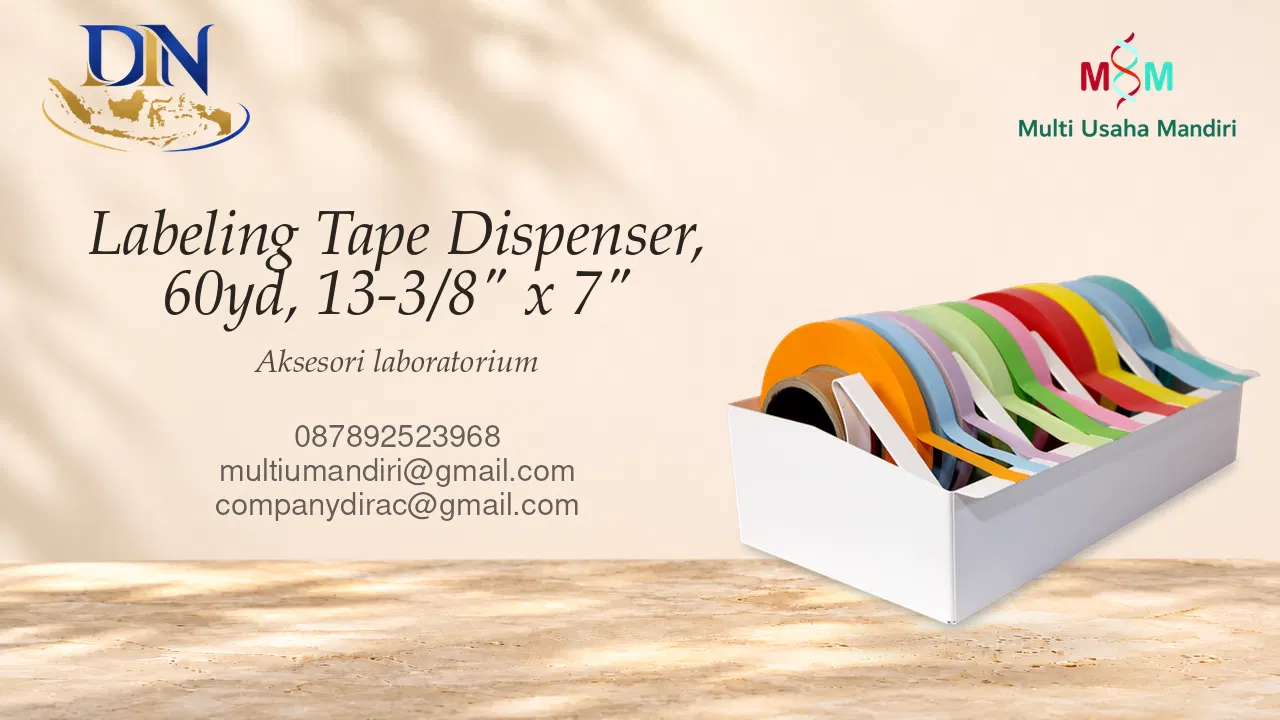 DIN
M M
Multi Usaha Mandiri
Labeling Tape Dispenser,
60yd, 13-3/8" x 7"
Aksesori laboratorium
087892523968
multiumandiri@gmail.com
companydirac@gmail.com